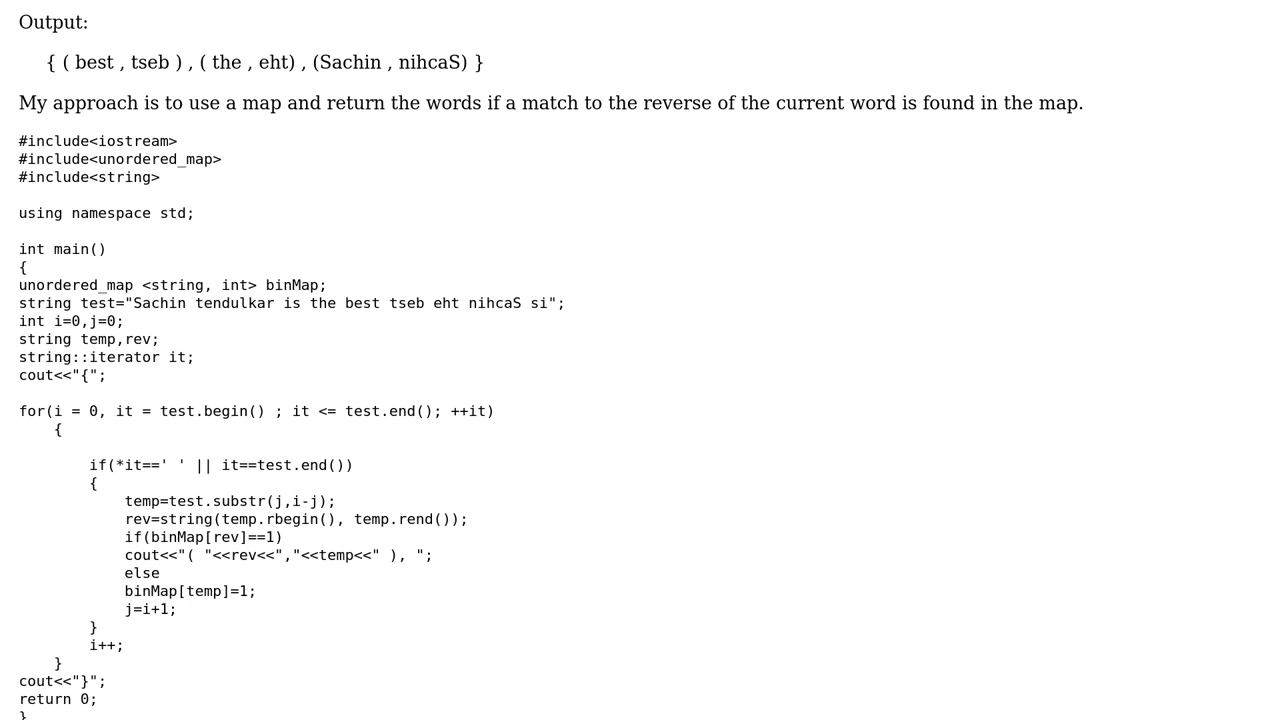 Output:
{ ( best , tseb ) , ( the , eht) , (Sachin , nihcaS) }
My approach is to use a map and return the words if a match to the reverse of the current word is found in the map.
#include<iostream>
#include<unordered_map>
#include<string>
using namespace std;
int main()
{
unordered_map <string, int> binMap;
string test="Sachin tendulkar is the best tseb eht nihcaS si";
int i=0,j=0;
string temp,rev;
string::iterator it;
cout<<"{";
for(i = 0, it = test.begin() ; it <= test.end(); ++it)
    {
        if(*it==' ' || it==test.end())
        {
            temp=test.substr(j,i-j);
            rev=string(temp.rbegin(), temp.rend());
            if(binMap[rev]==1)
            cout<<"( "<<rev<<","<<temp<<" ), ";
            else
            binMap[temp]=1;
            j=i+1;
        }
        i++;
    }
cout<<"}";
return 0;
}